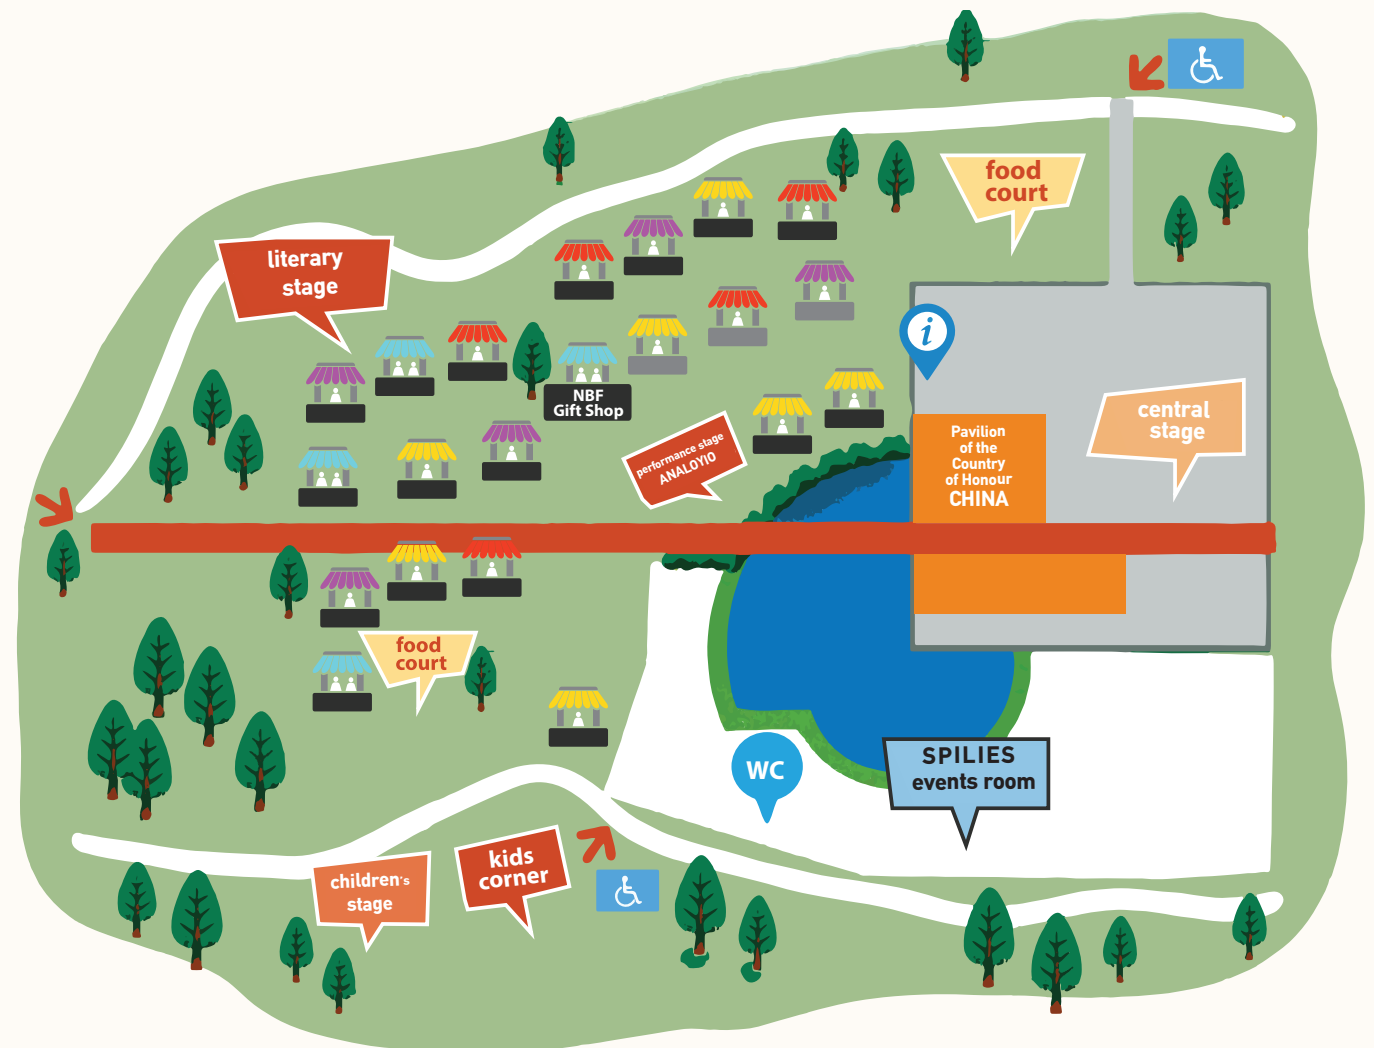 food
court
literary
stage
i
NBF
Gift Shop
central
stage
performance stage
ANALOYIO
Pavilion
of the
Country
of Honour
CHINA
food
court
WC
SPILIES
events room
kids
corner
children's
stage